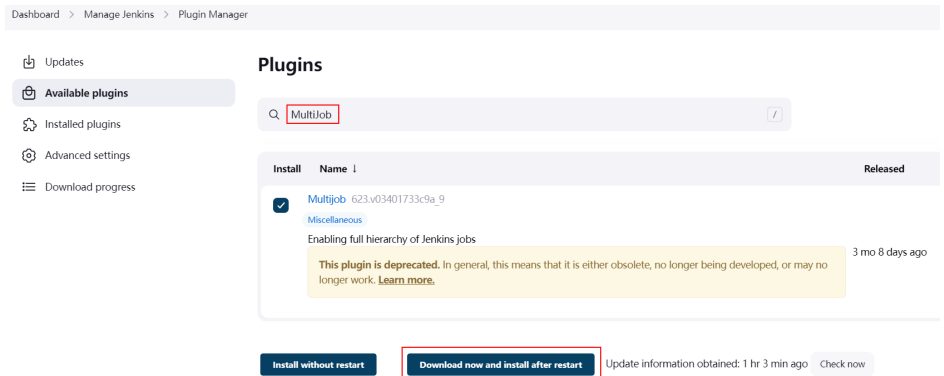 Dashboard > Manage Jenkins > Plugin Manager
Updates
Available plugins
Installed plugins
Advanced settings
Download progress
Plugins
MultiJob /
Install Name ↓ Released
Multijob 623.v03401733c9a_9
Miscellaneous
Enabling full hierarchy of Jenkins jobs
This plugin is deprecated. In general, this means that it is either obsolete, no longer being developed, or may no
longer work. Learn more.
3 mo 8 days ago
Install without restart Download now and install after restart Update information obtained: 1 hr 3 min ago Check now